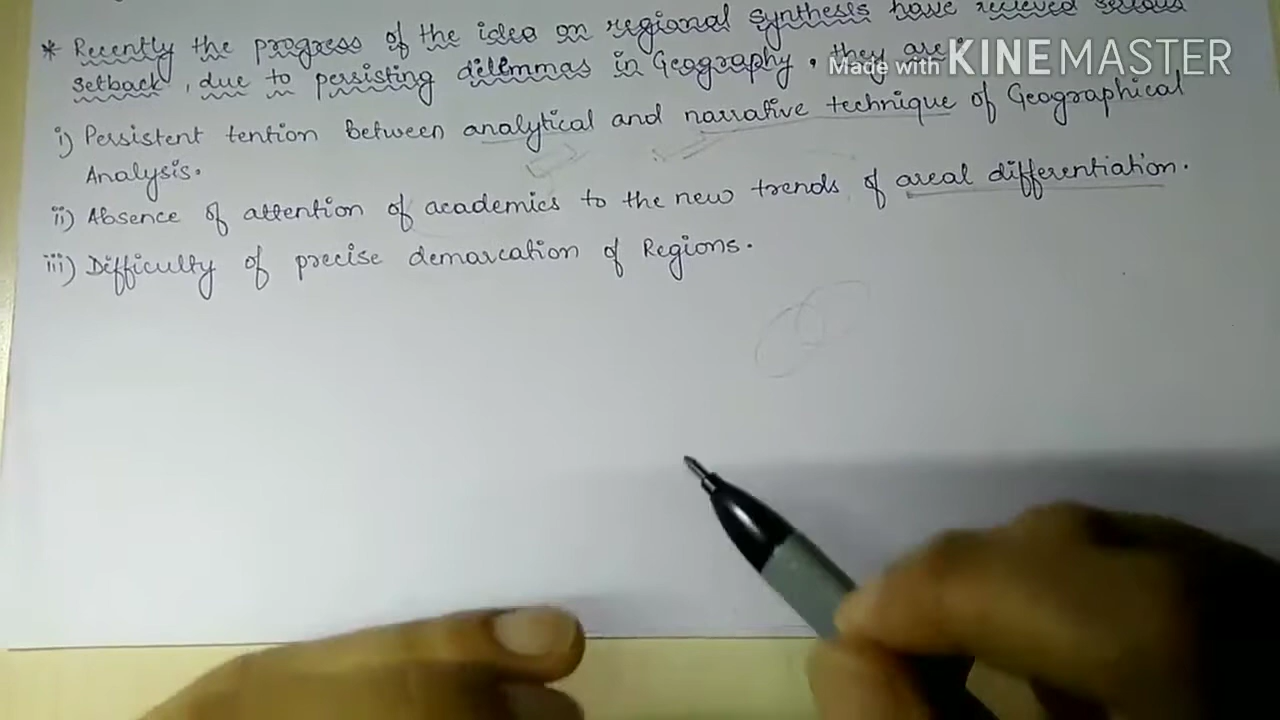 * Recently the progress of the idea on regional synthesis have recieved serious
setback, due to persisting dilemmas in Geography. they are:
Made with KINEMASTER
i) Persistent tention between analytical and narrative technique of Geographical
Analysis.
ii) Absence of attention of academics to the new trends of areal differentiation.
iii) Difficulty of precise demarcation of Regions.